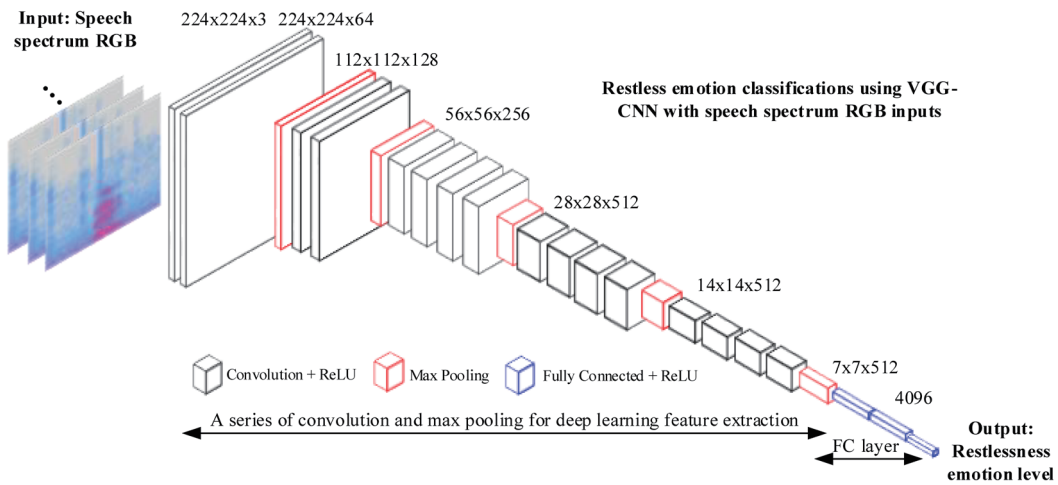 Input: Speech
spectrum RGB
224x224x3
224x224x64
112x112x128
56x56x256
28x28x512
14x14x512
7x7x512
4096
Restless emotion classifications using VGG-
CNN with speech spectrum RGB inputs
Convolution + ReLU
Max Pooling
Fully Connected + ReLU
A series of convolution and max pooling for deep learning feature extraction
FC layer
Output:
Restlessness
emotion level